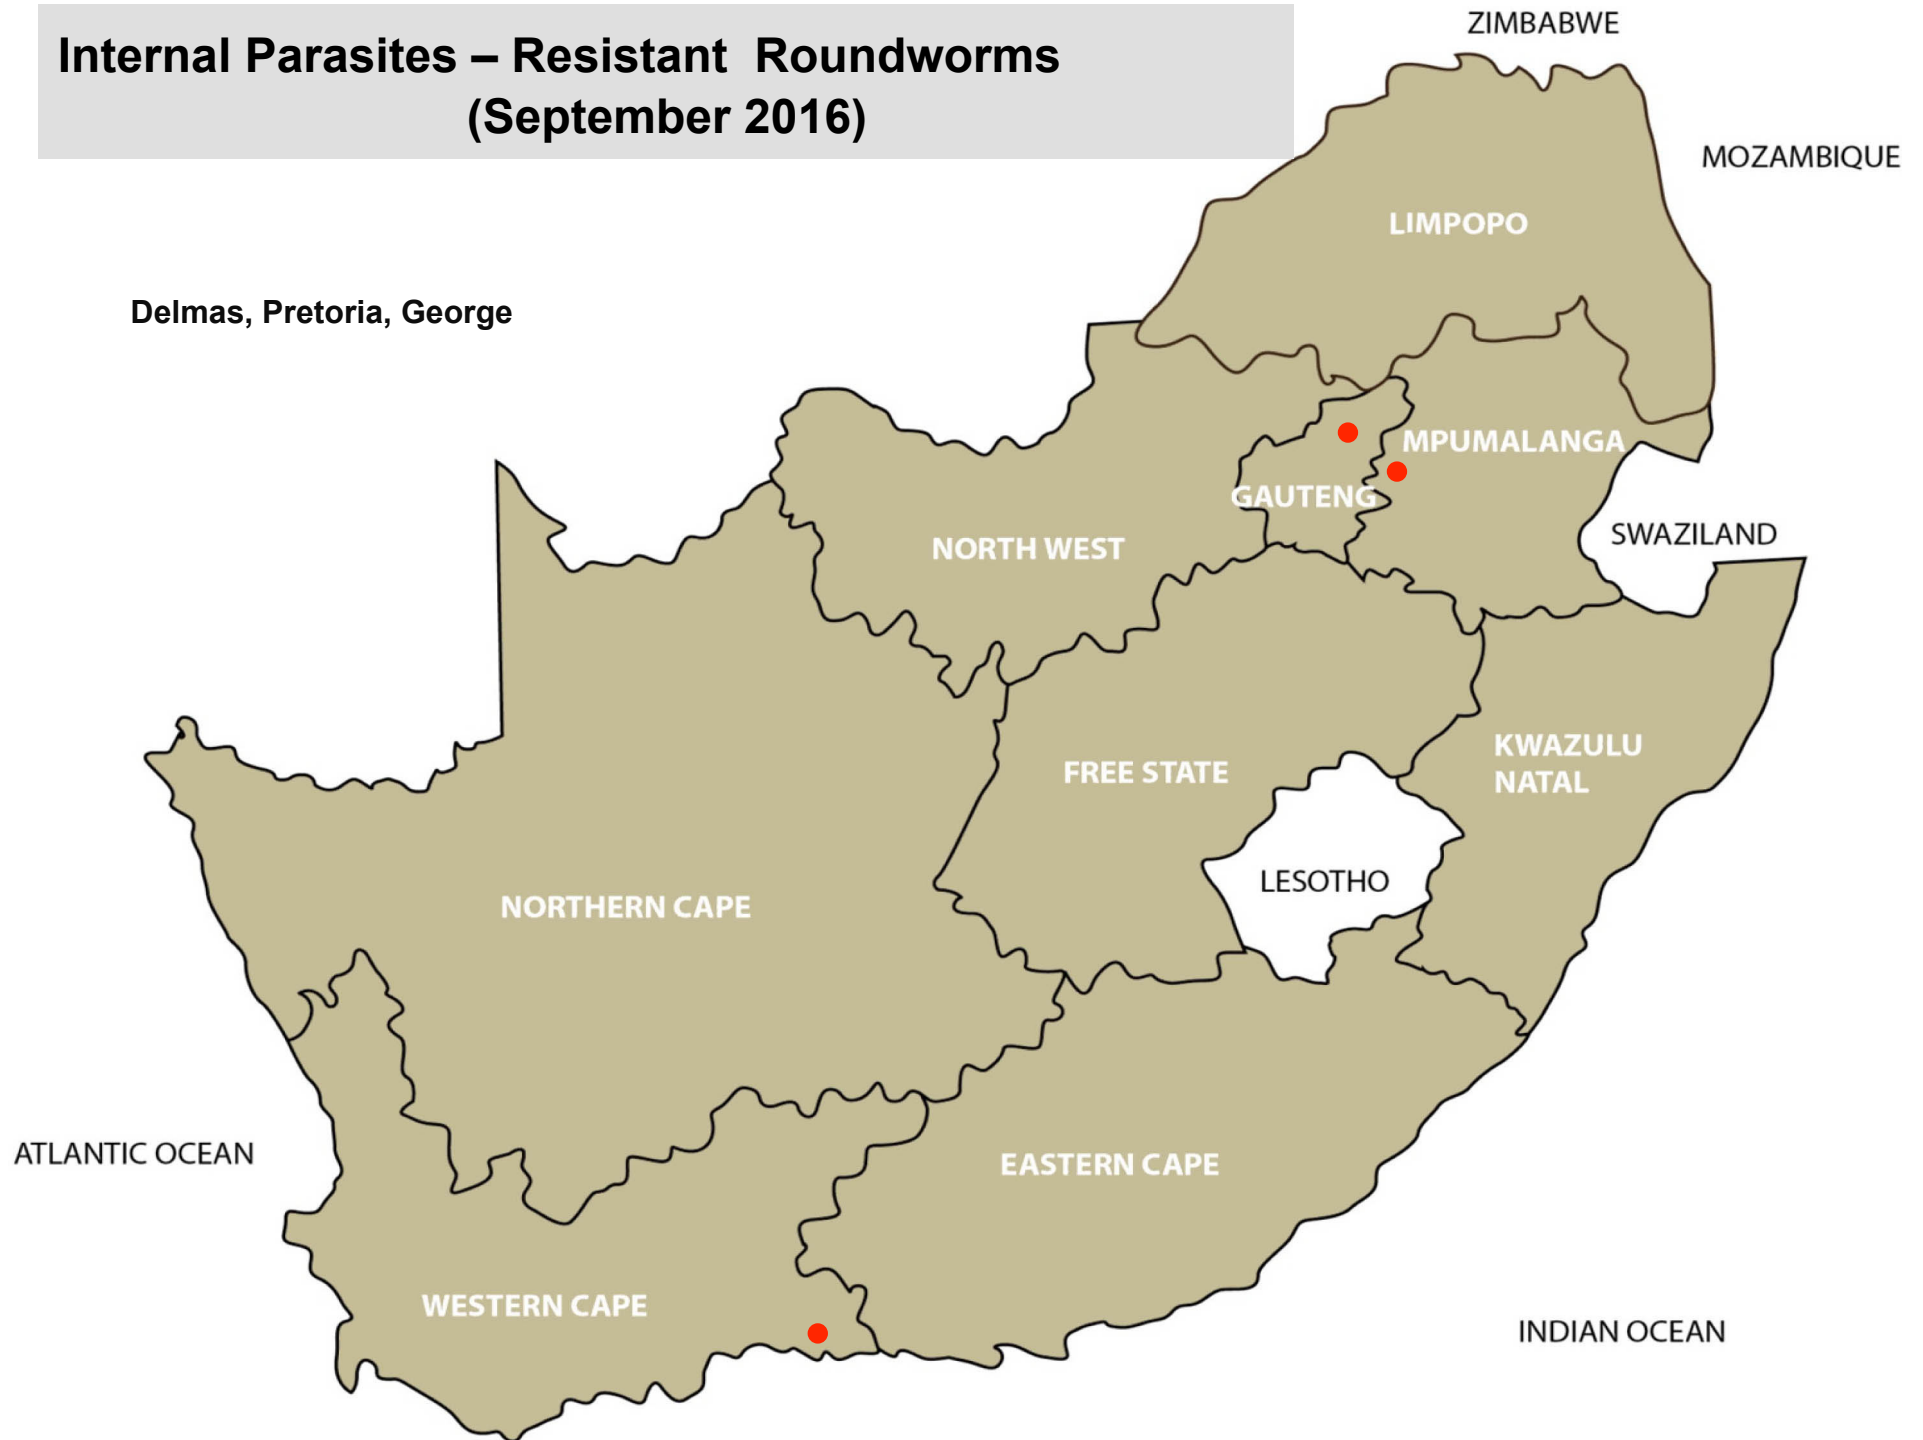 Internal Parasites – Resistant Roundworms
(September 2016)
ZIMBABWE
MOZAMBIQUE
LIMPOPO
Delmas, Pretoria, George
MPUMALANGA
GAUTENG
SWAZILAND
NORTH WEST
KWAZULU
NATAL
FREE STATE
LESOTHO
NORTHERN CAPE
ATLANTIC OCEAN
EASTERN CAPE
WESTERN CAPE
INDIAN OCEAN